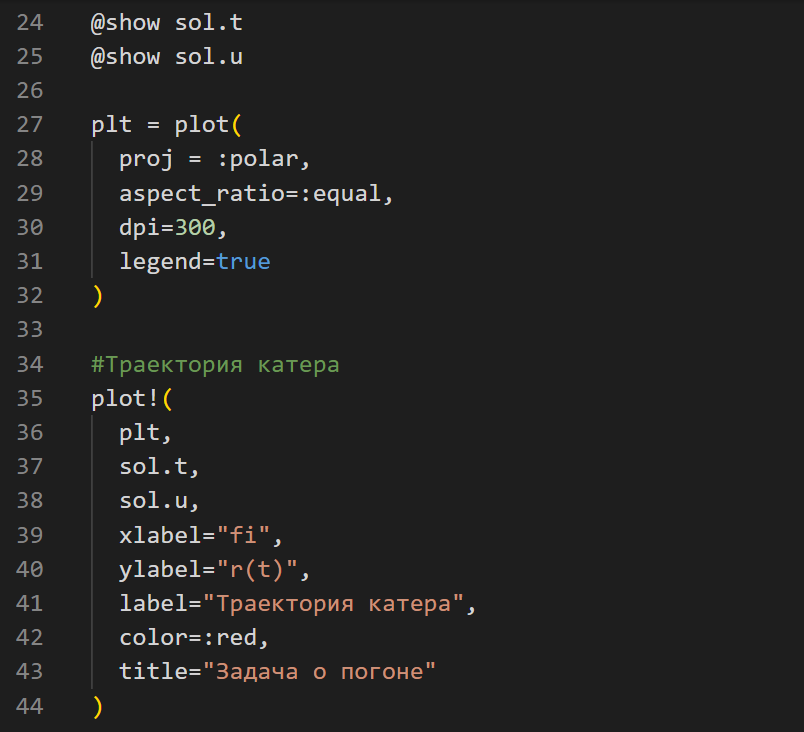 24 @show sol.t
25 @show sol.u
26
27 plt = plot(
28 proj = :polar,
29 aspect_ratio=:equal,
30 dpi=300,
31 legend=true
32 )
33
34 #Траектория катера
35 plot!(
36 plt,
37 sol.t,
38 sol.u,
39 xlabel="fi",
40 ylabel="r(t)",
41 label="Траектория катера",
42 color=:red,
43 title="Задача о погоне"
44 )